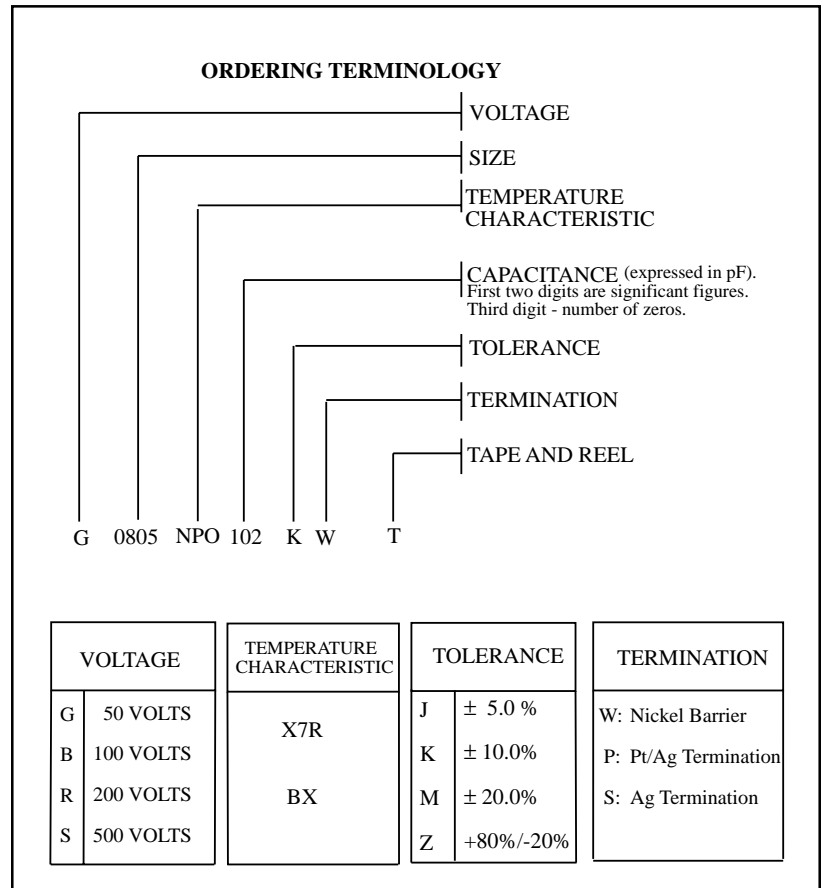 ORDERING TERMINOLOGY
VOLTAGE
SIZE
TEMPERATURE
CHARACTERISTIC
CAPACITANCE (expressed in pF).
First two digits are significant figures.
Third digit - number of zeros.
TOLERANCE
TERMINATION
TAPE AND REEL
G 0805 NPO 102 K W T
VOLTAGE
G 50 VOLTS
B 100 VOLTS
R 200 VOLTS
S 500 VOLTS
TEMPERATURE
CHARACTERISTIC
X7R
BX
TOLERANCE
J ± 5.0 %
K ± 10.0%
M ± 20.0%
Z +80%/-20%
TERMINATION
W: Nickel Barrier
P: Pt/Ag Termination
S: Ag Termination